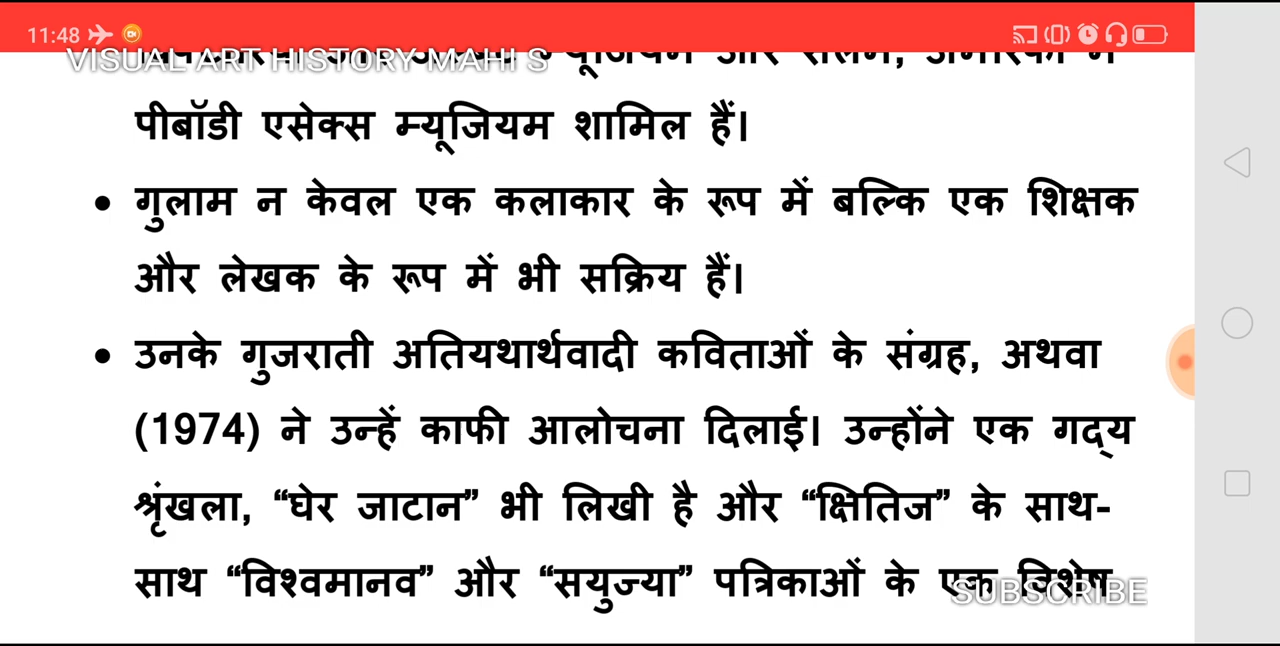 11:48
VISUAL ART HISTORY MAHI S
पीबॉडी एसेक्स म्यूजियम शामिल हैं।
• गुलाम न केवल एक कलाकार के रूप में बल्कि एक शिक्षक
और लेखक के रूप में भी सक्रिय हैं।
• उनके गुजराती अतियथार्थवादी कविताओं के संग्रह, अथवा
(1974) ने उन्हें काफी आलोचना दिलाई। उन्होंने एक गद्य
श्रृंखला, “घेर जाटान” भी लिखी है और “क्षितिज” के साथ-
साथ “विश्वमानव” और “सयुज्या” पत्रिकाओं के एक विशेष
SUBSCRIBE